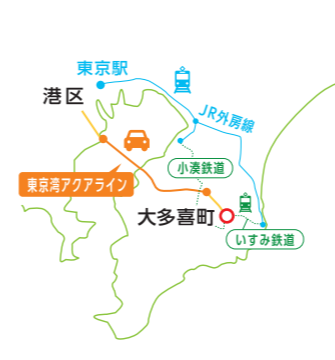 東京駅
港区
JR外房線
小湊鉄道
東京湾アクアライン
大多喜町
いすみ鉄道